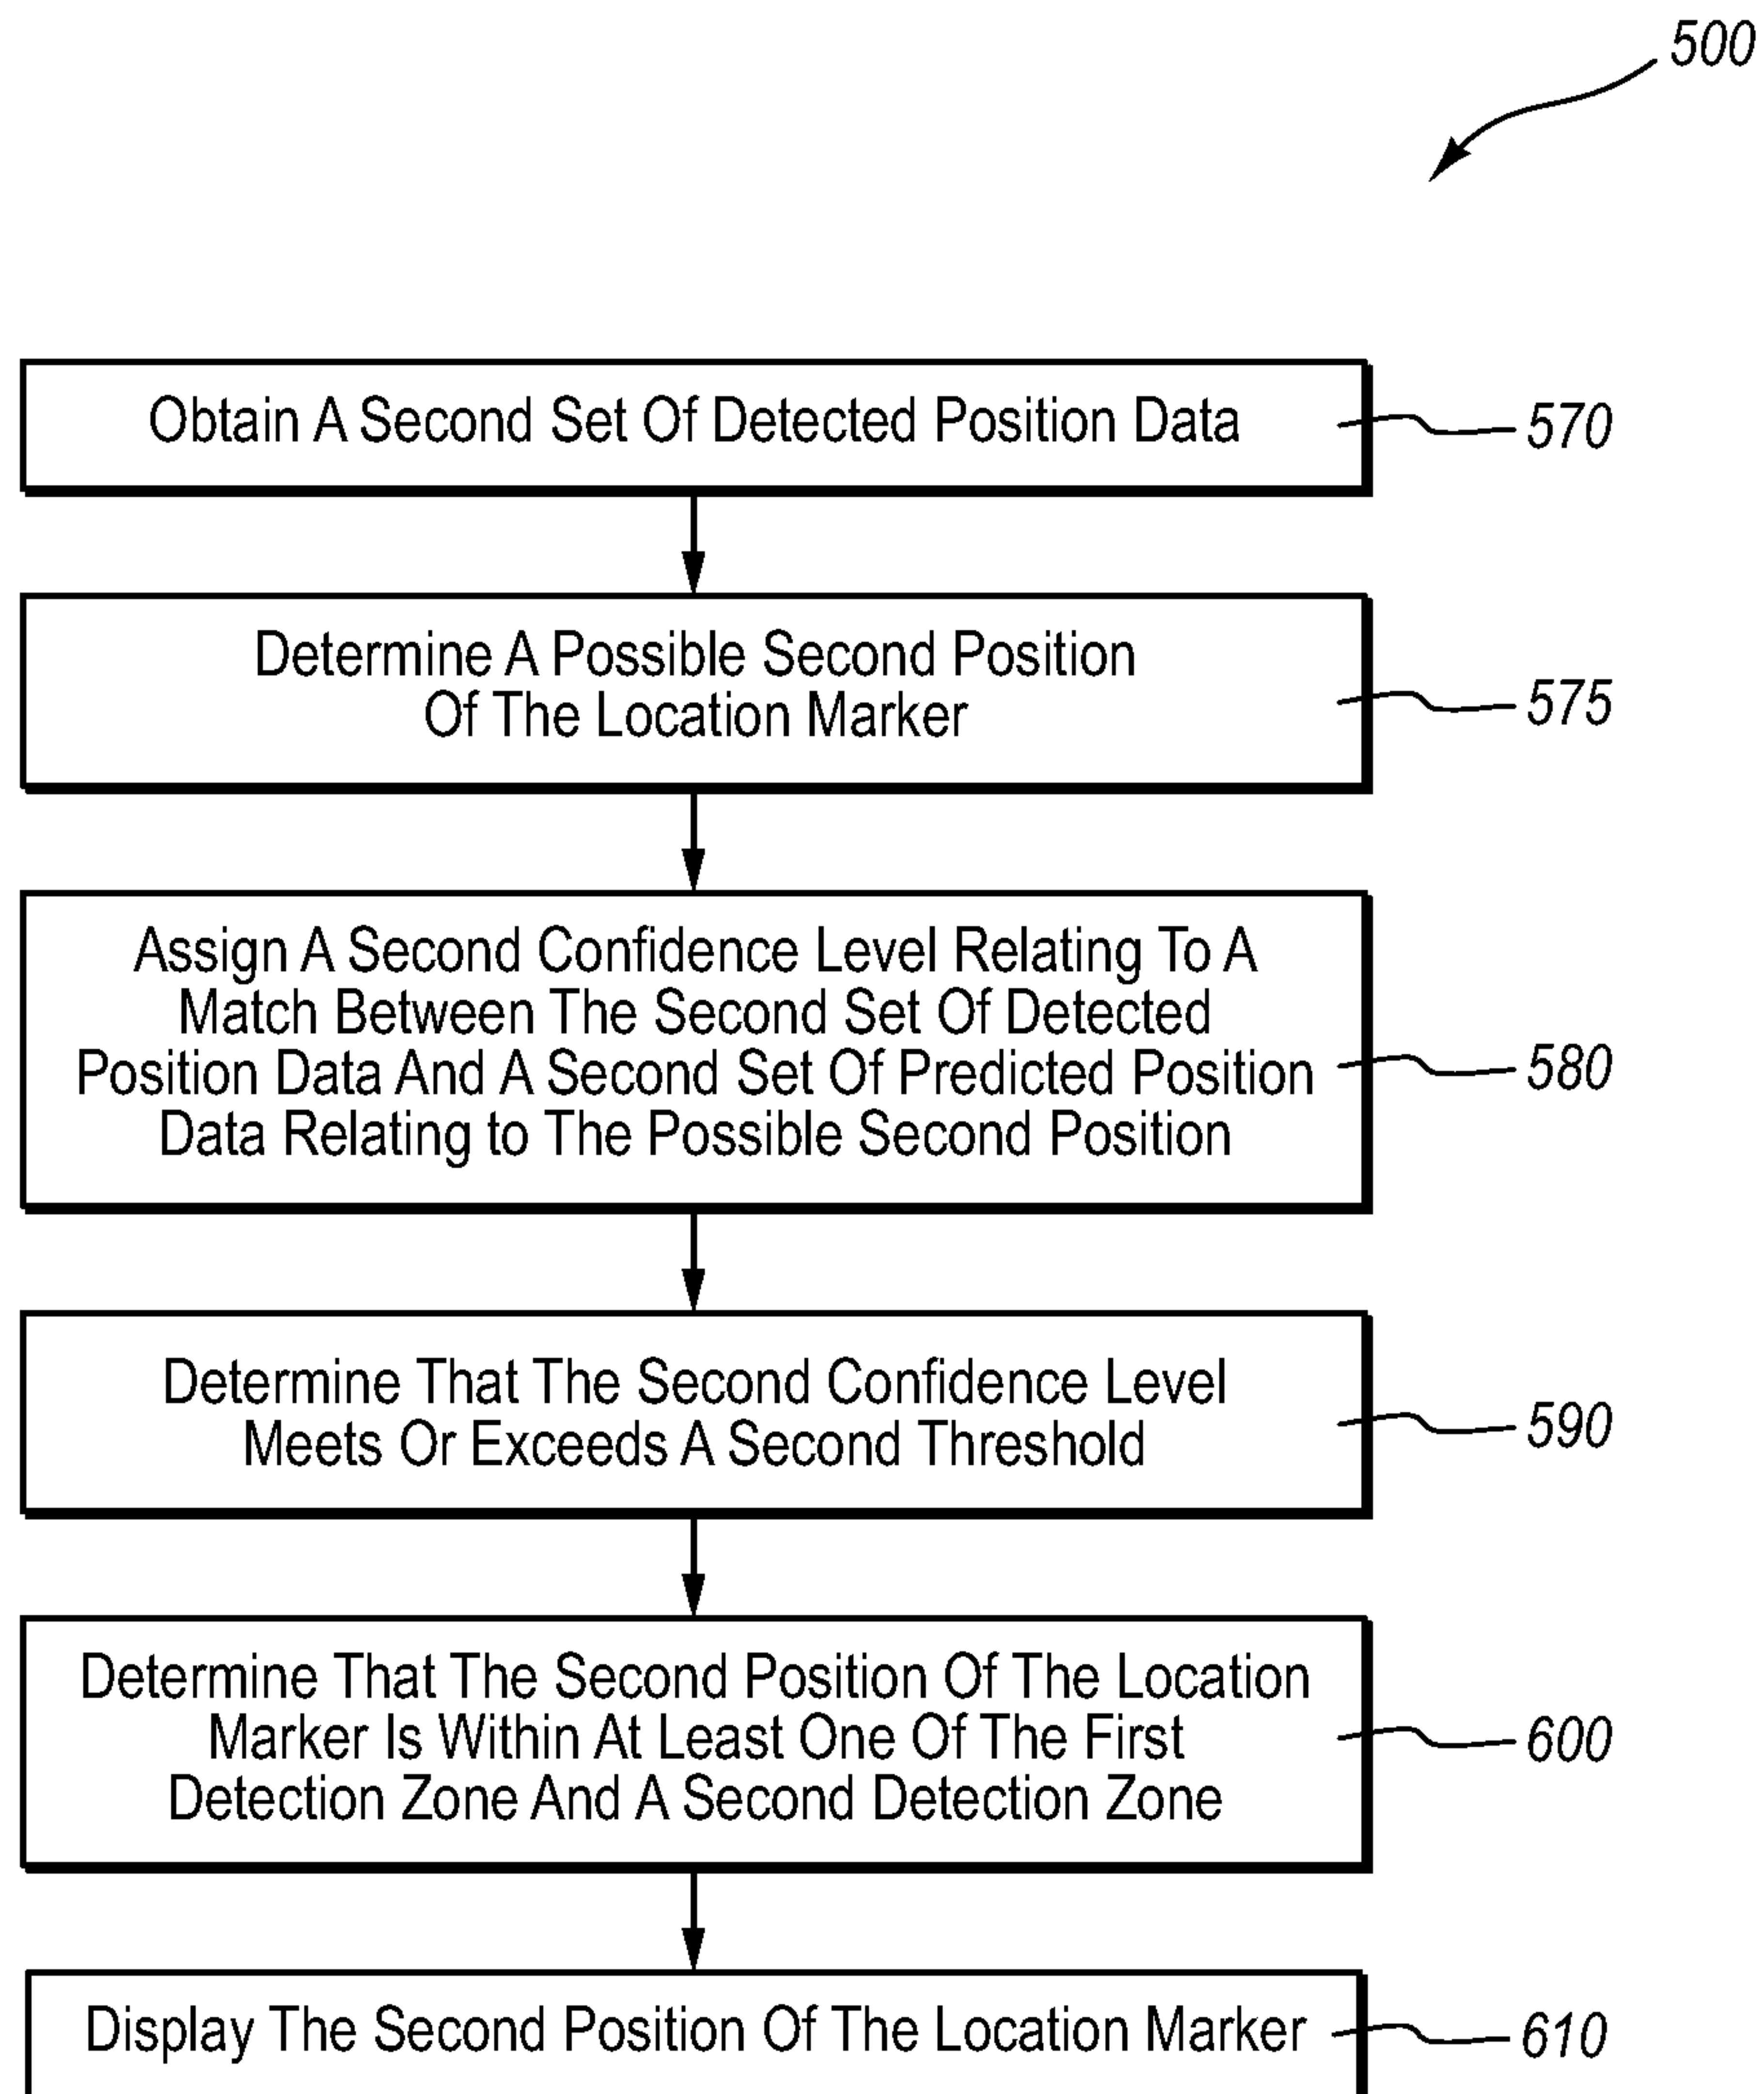 500
Obtain A Second Set Of Detected Position Data
570
Determine A Possible Second Position
Of The Location Marker
575
Assign A Second Confidence Level Relating To A
Match Between The Second Set Of Detected
Position Data And A Second Set Of Predicted Position
Data Relating to The Possible Second Position
580
Determine That The Second Confidence Level
Meets Or Exceeds A Second Threshold
590
Determine That The Second Position Of The Location
Marker Is Within At Least One Of The First
Detection Zone And A Second Detection Zone
600
Display The Second Position Of The Location Marker
610